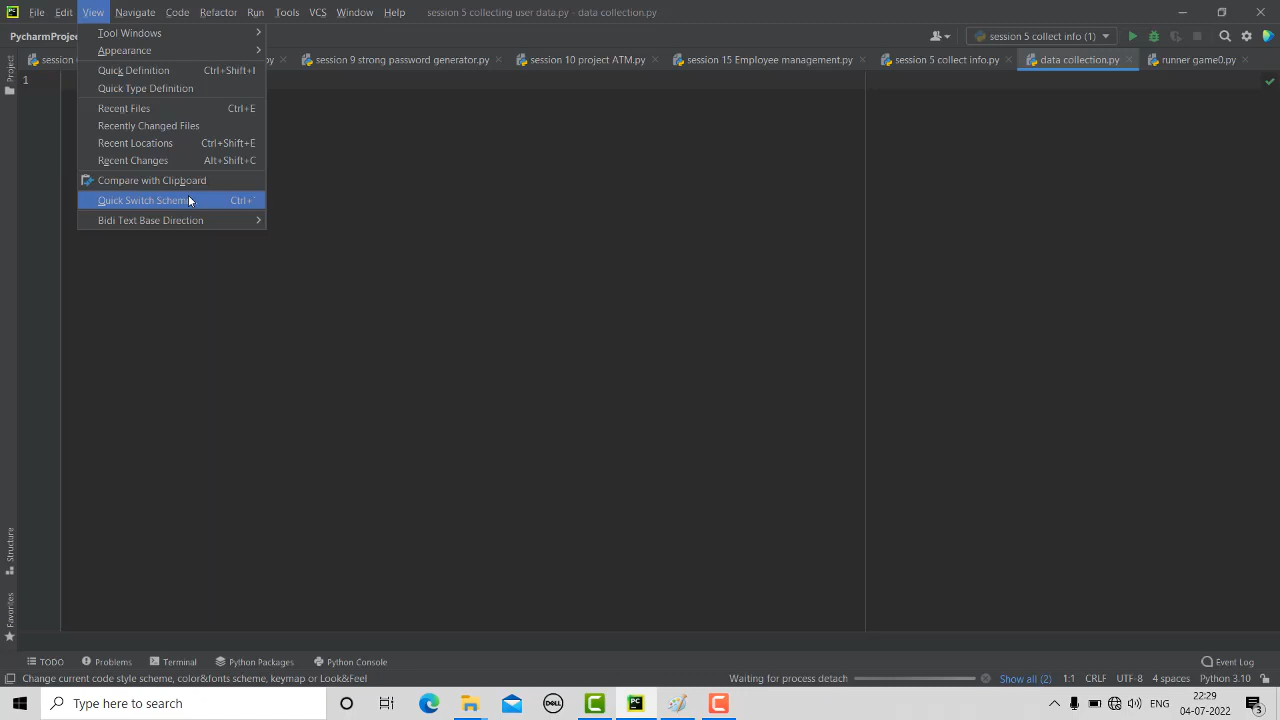 File Edit View Navigate Code Refactor Run Tools VCS Window Help session 5 collecting user data.py - data collection.py
PycharmProj
session 5 collect info (1)
session
session 9 strong password generator.py
session 10 project ATM.py
session 15 Employee management.py
session 5 collect info.py
data collection.py
runner game0.py
Project
1
Tool Windows
Appearance
Quick Definition Ctrl+Shift+I
Quick Type Definition
Recent Files Ctrl+E
Recently Changed Files
Recent Locations Ctrl+Shift+E
Recent Changes Alt+Shift+C
Compare with Clipboard
Quick Switch Scheme... Ctrl+`
Bidi Text Base Direction
Structure
Favorites
TODO Problems Terminal Python Packages Python Console Event Log
Change current code style scheme, color&fonts scheme, keymap or Look&Feel Waiting for process detach Show all (2) 1:1 CRLF UTF-8 4 spaces Python 3.10
Type here to search
DELL
PC
ENG
22:29
04-07-2022
3